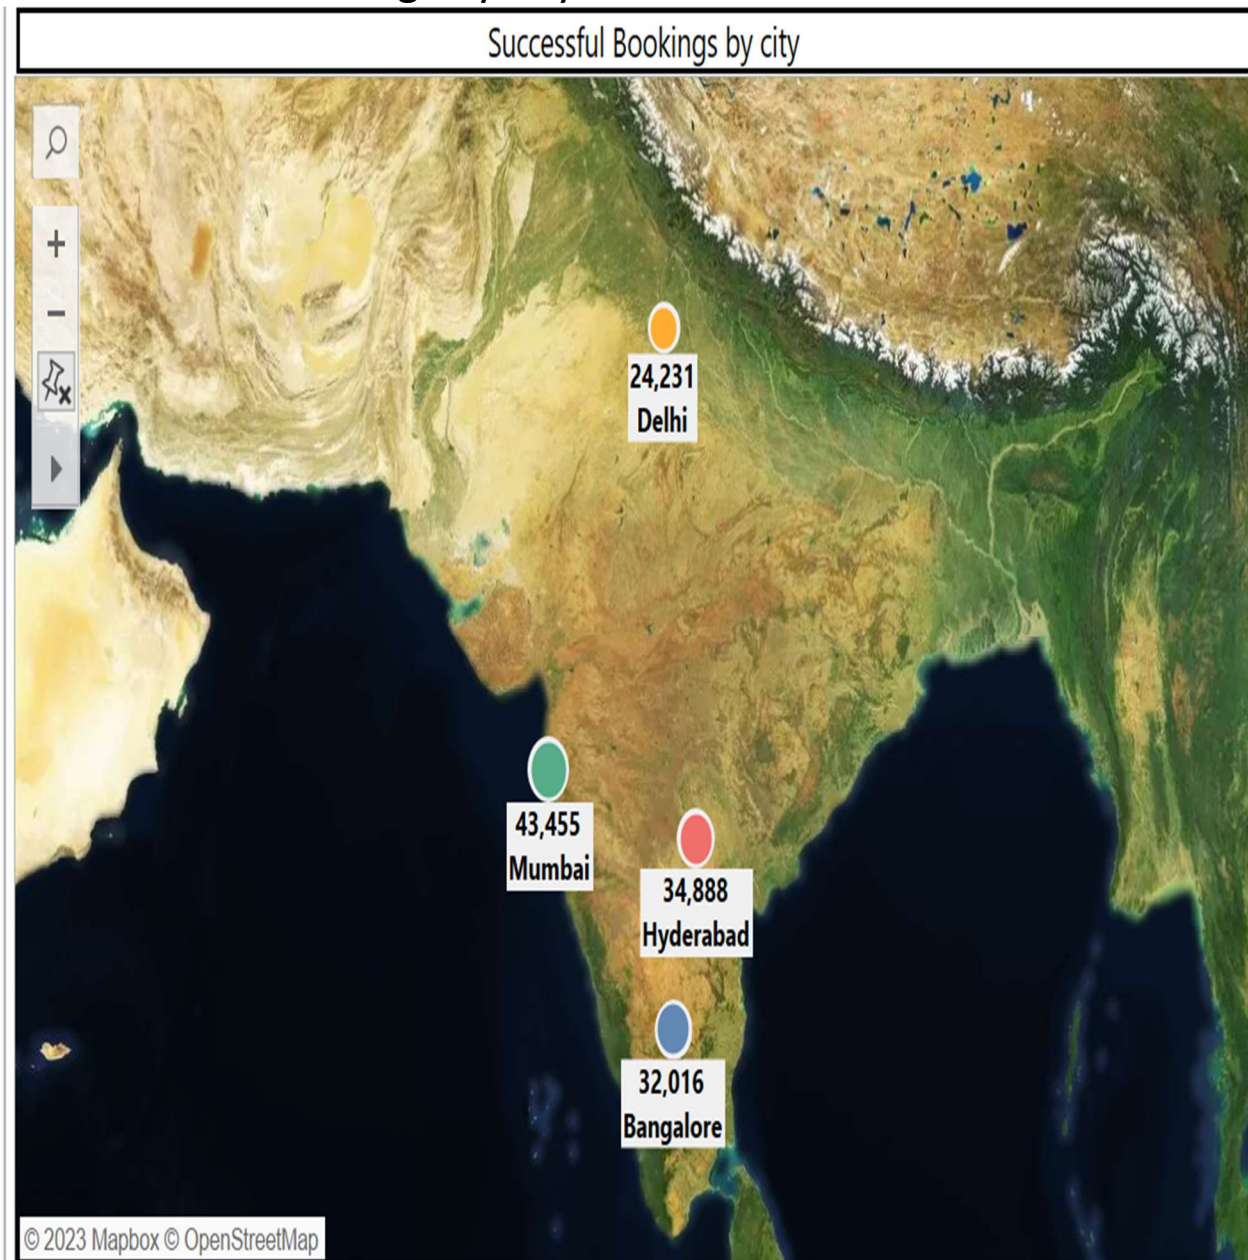 Successful Bookings by city
24,231
Delhi
43,455
Mumbai
34,888
Hyderabad
32,016
Bangalore
© 2023 Mapbox © OpenStreetMap